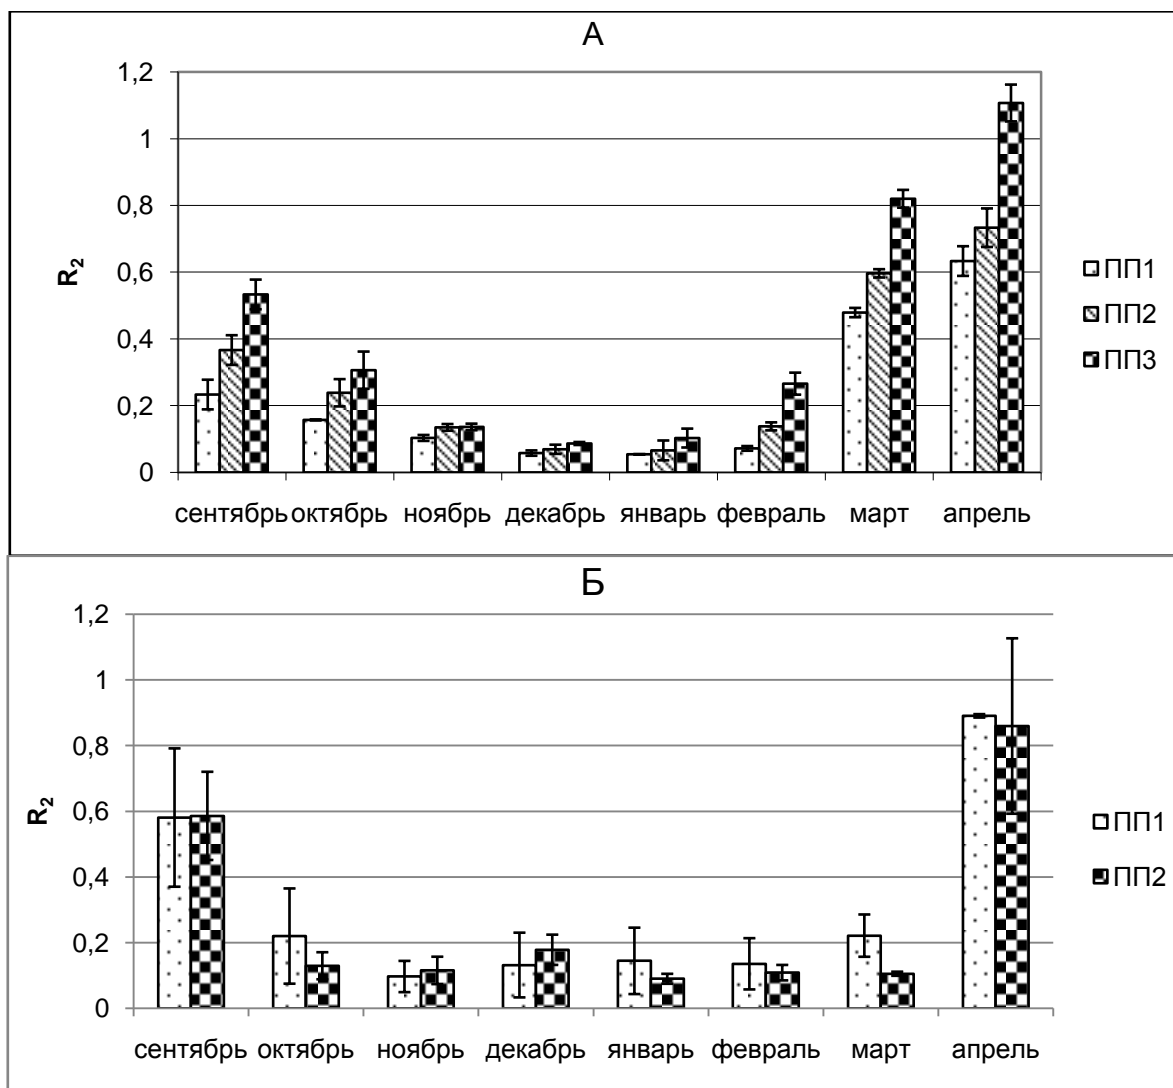 А
1,2
1
0,8
0,6
0,4
0,2
0
R2
сентябрь октябрь ноябрь декабрь январь февраль март апрель
ПП1
ПП2
ПП3
Б
1,2
1
0,8
0,6
0,4
0,2
0
R2
сентябрь октябрь ноябрь декабрь январь февраль март апрель
ПП1
ПП2